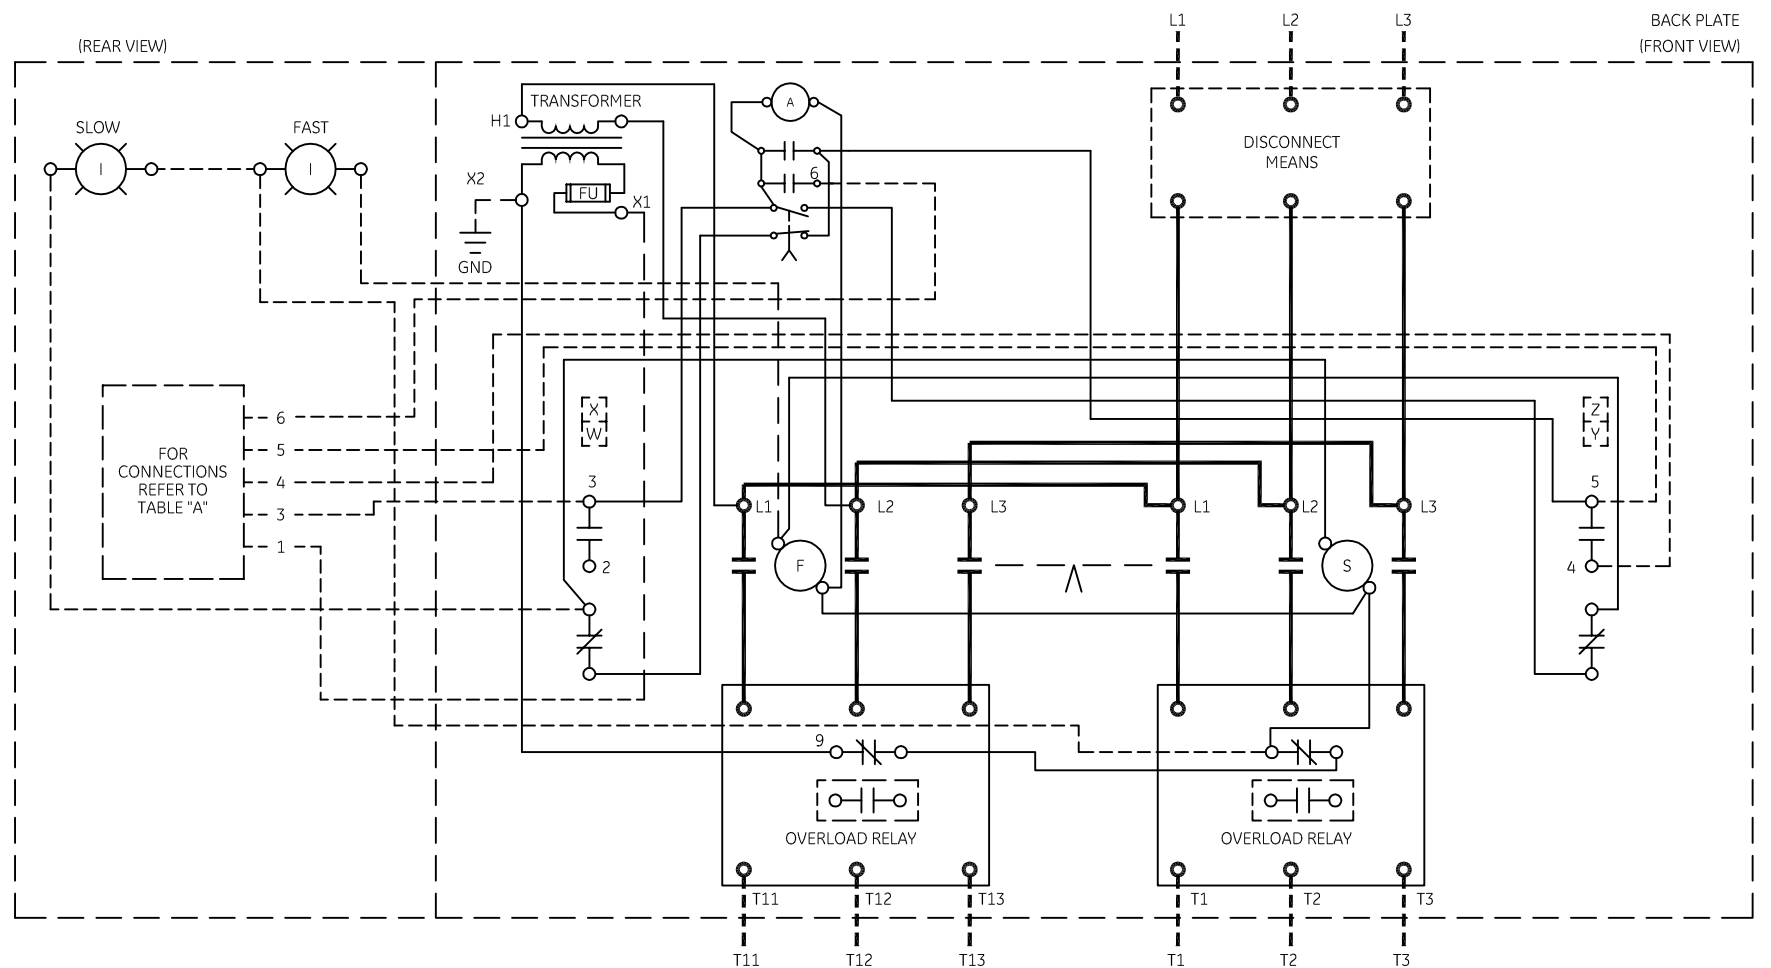 L1 L2 L3 BACK PLATE
(REAR VIEW) (FRONT VIEW)
SLOW FAST
I I
TRANSFORMER
H1
A
DISCONNECT
MEANS
X2
FU
X1
6
GND
6
5
4
3
1
FOR
CONNECTIONS
REFER TO
TABLE "A"
X
W
3
2
Z
Y
5
4
L1 L2 L3 L1 L2 L3
F S
9
OVERLOAD RELAY OVERLOAD RELAY
T11 T12 T13 T1 T2 T3
T11 T12 T13 T1 T2 T3